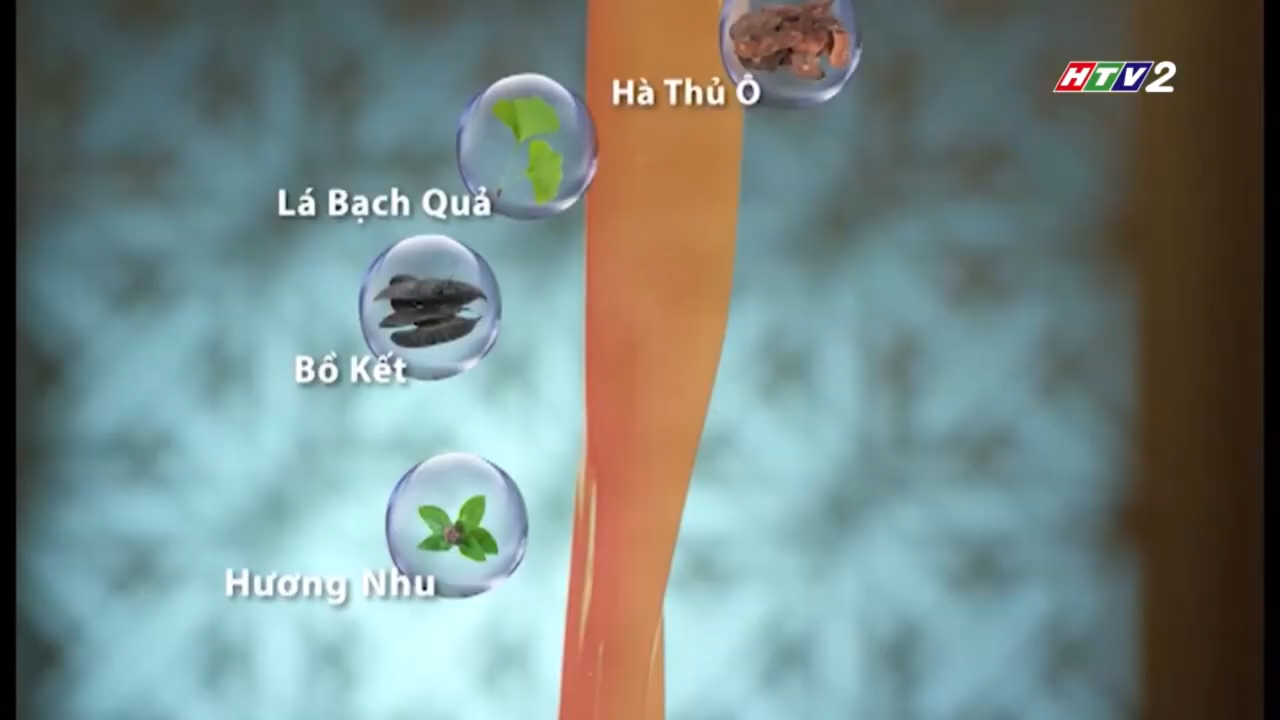 Hà Thủ Ô
HTV2
Lá Bạch Quả
Bồ Kết
Hương Nhu